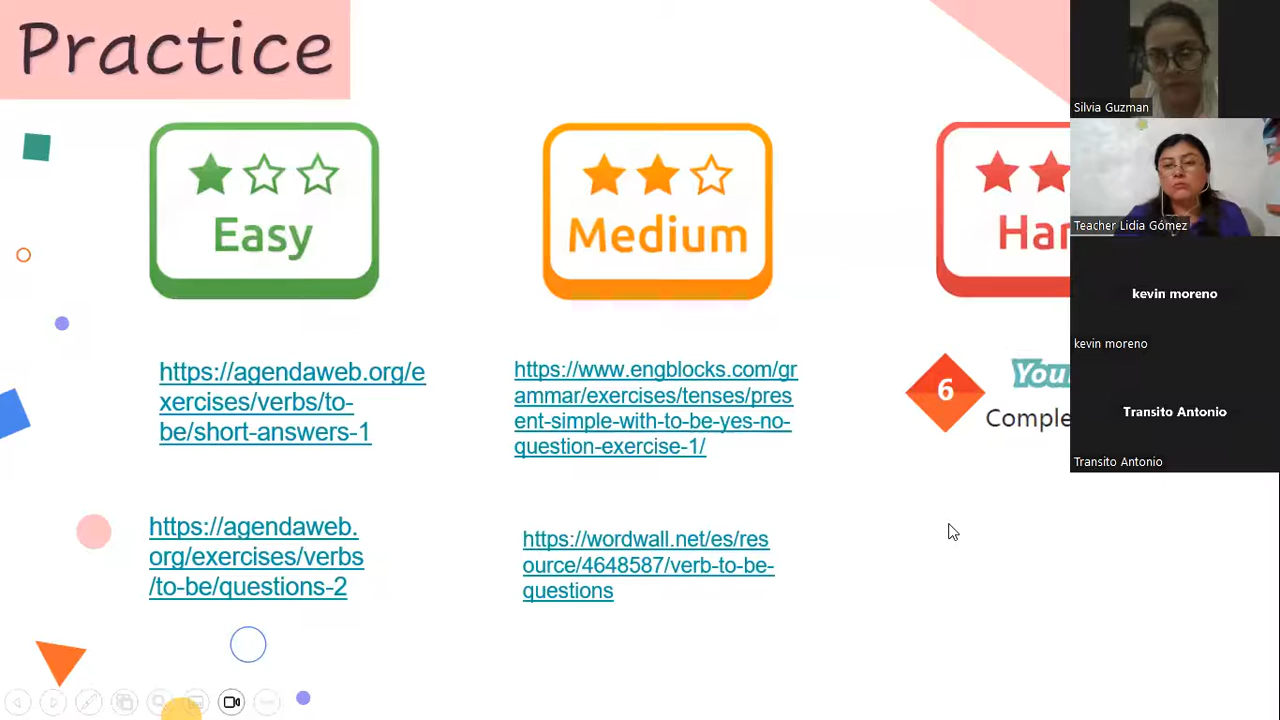 Practice
Easy
Medium
Har
https://agendaweb.org/e
xercises/verbs/to-
be/short-answers-1
https://www.engblocks.com/gr
ammar/exercises/tenses/pres
ent-simple-with-to-be-yes-no-
question-exercise-1/
6
You
Comple
https://agendaweb.
org/exercises/verbs
/to-be/questions-2
https://wordwall.net/es/res
ource/4648587/verb-to-be-
questions
Silvia Guzman
Teacher Lidia Gómez
kevin moreno
kevin moreno
Transito Antonio
Transito Antonio